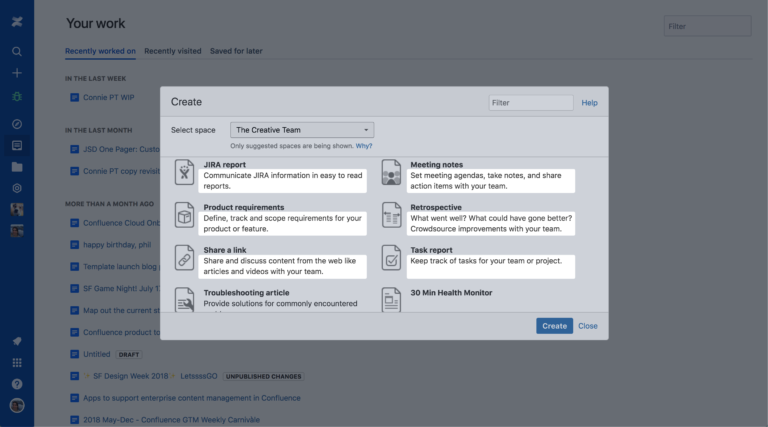 Your work
Filter
Recently worked on Recently visited Saved for later
IN THE LAST WEEK
Connie PT WIP
IN THE LAST MONTH
JSD One Pager: Custo
Connie PT copy revisit
MORE THAN A MONTH AGO
Confluence Cloud Onb
happy birthday, phil
Template launch blog
SF Game Night! July 1
Map out the current st
Confluence product to
Untitled DRAFT
SF Design Week 2018 LetssssGO UNPUBLISHED CHANGES
Apps to support enterprise content management in Confluence
2018 May-Dec - Confluence GTM Weekly Carnivale
Create
Filter
Help
Select space
The Creative Team
Only suggested spaces are being shown. Why?
JIRA report
Communicate JIRA information in easy to read
reports.
Meeting notes
Set meeting agendas, take notes, and share
action items with your team.
Product requirements
Define, track and scope requirements for your
product or feature.
Retrospective
What went well? What could have gone better?
Crowdsource improvements with your team.
Share a link
Share and discuss content from the web like
articles and videos with your team.
Task report
Keep track of tasks for your team or project.
Troubleshooting article
Provide solutions for commonly encountered
30 Min Health Monitor
Create
Close